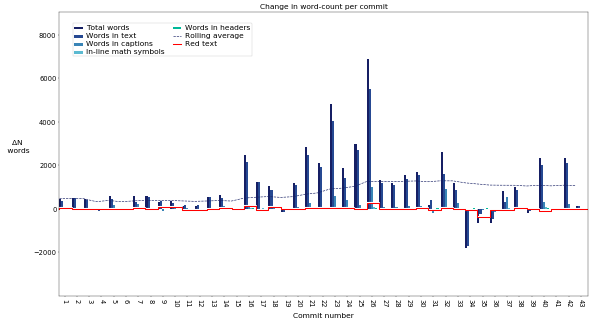 Change in word-count per commit
Total words
Words in text
Words in captions
in-line math symbols
Words in headers
Rolling average
Red text
8000
6000
4000
2000
0
−2000
ΔN
words
1 2 3 4 5 6 7 8 9 10 11 12 13 14 15 16 17 18 19 20 21 22 23 24 25 26 27 28 29 30 31 32 33 34 35 36 37 38 39 40 41 42 43
Commit number